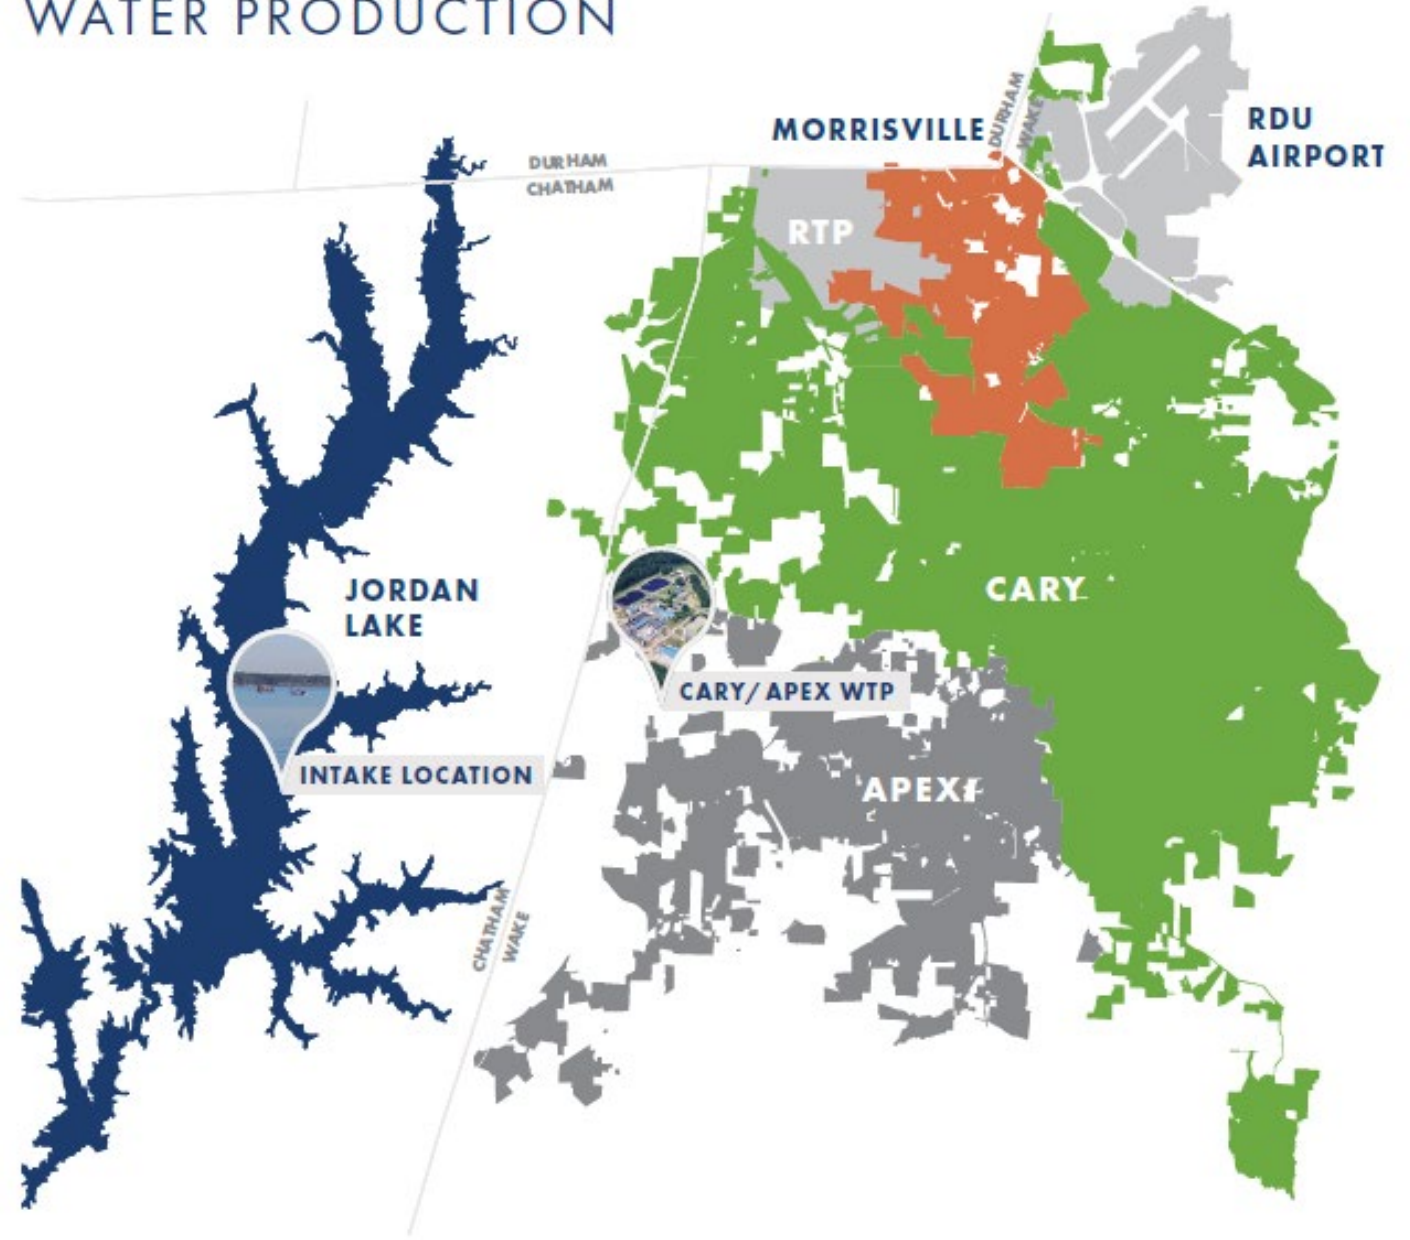 WATER PRODUCTION
MORRISVILLE
DURHAM
WAKE
RDU
AIRPORT
DURHAM
CHATHAM
RTP
JORDAN
LAKE
CARY
CARY/APEX WTP
INTAKE LOCATION
APEX
CHATHAM
WAKE